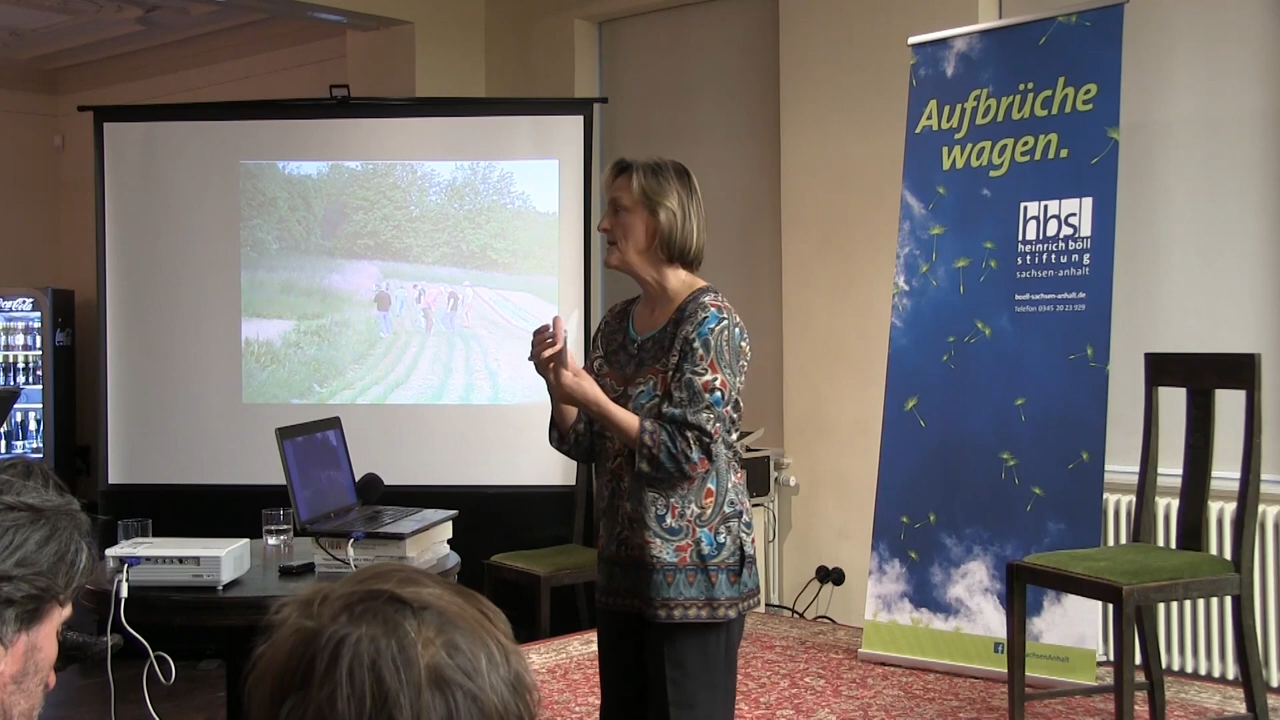 Coca-Cola
Aufbrüche
wagen.
hbs
heinrich böll
stiftung
sachsen-anhalt
boell-sachsen-anhalt.de
Telefon 0345 20 23 929
achsenAnhalt